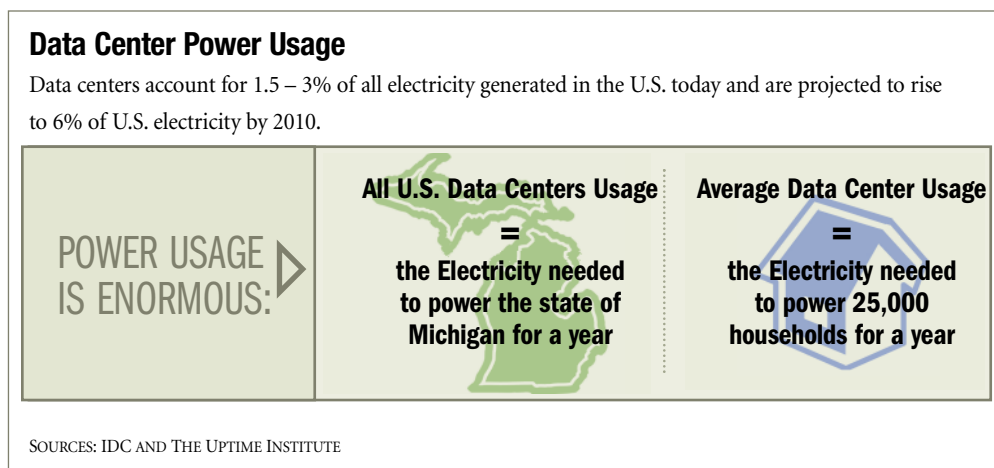 Data Center Power Usage
Data centers account for 1.5 – 3% of all electricity generated in the U.S. today and are projected to rise
to 6% of U.S. electricity by 2010.
POWER USAGE
IS ENORMOUS:
All U.S. Data Centers Usage
=
the Electricity needed
to power the state of
Michigan for a year
Average Data Center Usage
=
the Electricity needed
to power 25,000
households for a year
SOURCES: IDC AND THE UPTIME INSTITUTE